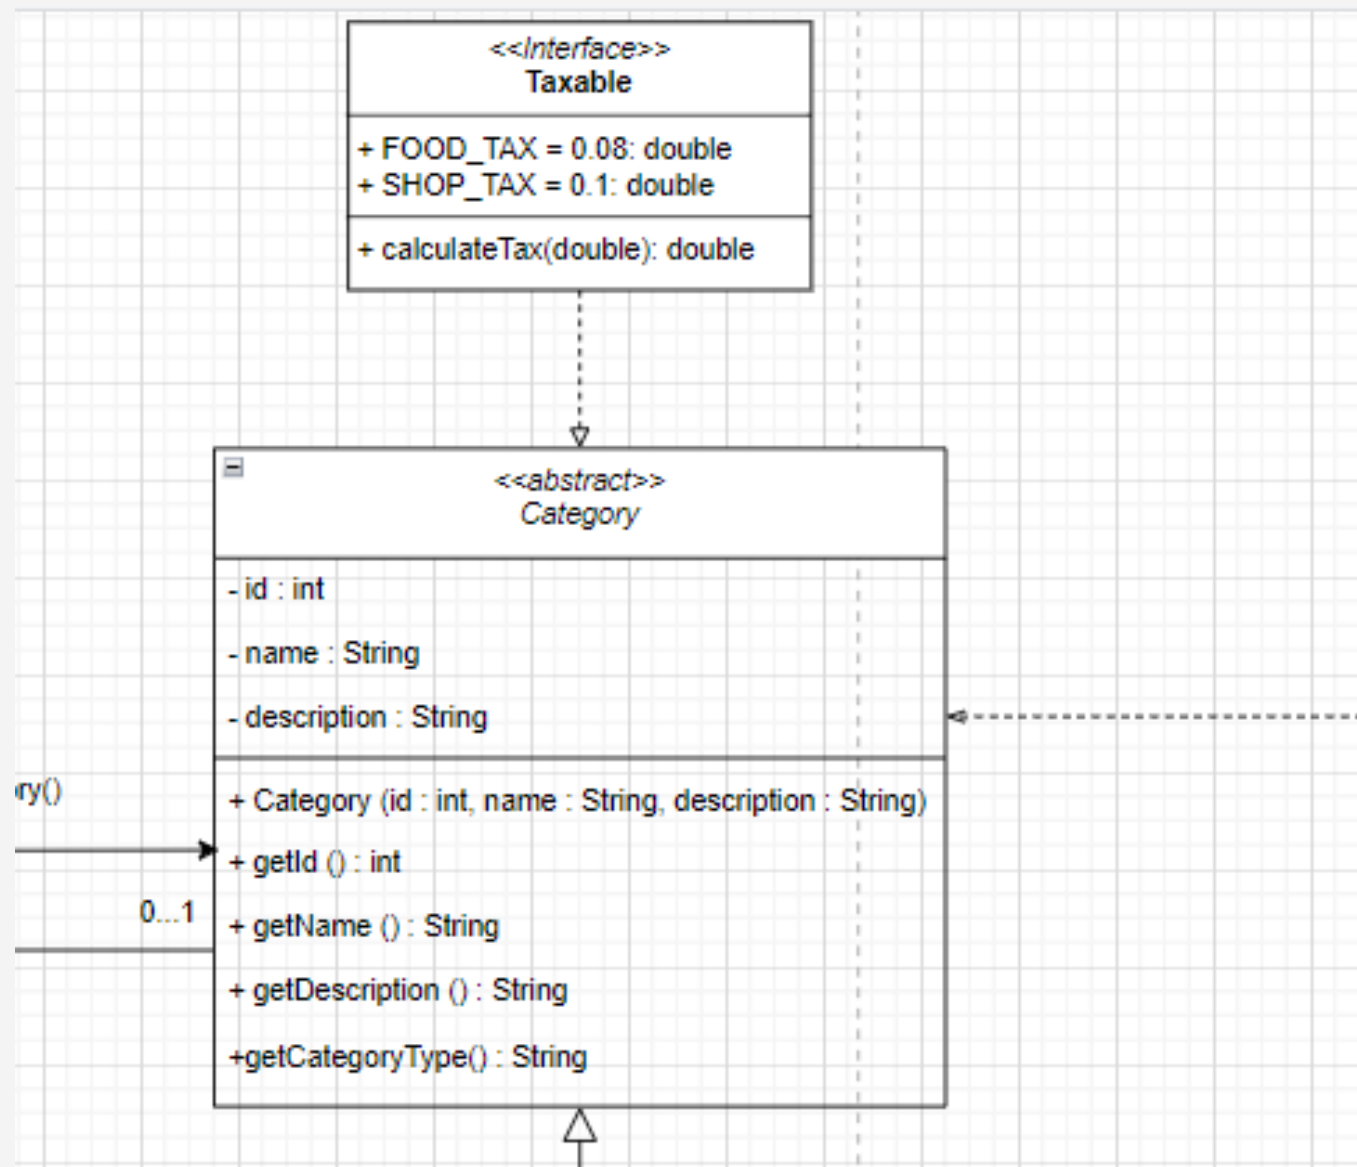 <<Interface>>
Taxable
+ FOOD_TAX = 0.08: double
+ SHOP_TAX = 0.1: double
+ calculateTax(double): double
<<abstract>>
Category
- id : int
- name : String
- description : String
ry()
+ Category (id : int, name : String, description : String)
+ getId () : int
0...1
+ getName () : String
+ getDescription () : String
+getCategoryType() : String